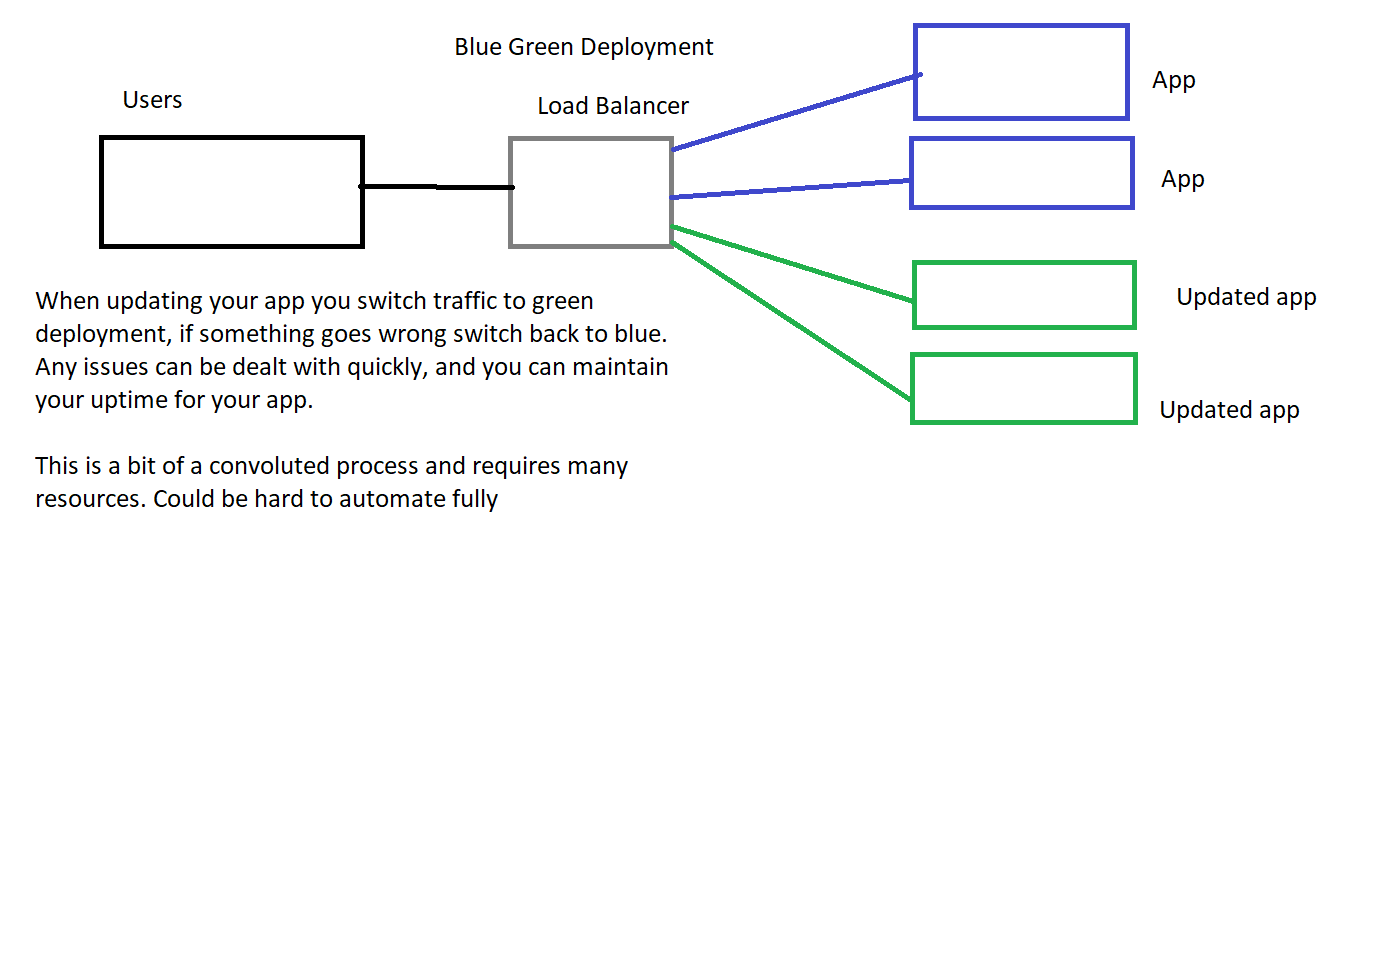 Blue Green Deployment
Users
Load Balancer
App
App
Updated app
Updated app
When updating your app you switch traffic to green
deployment, if something goes wrong switch back to blue.
Any issues can be dealt with quickly, and you can maintain
your uptime for your app.
This is a bit of a convoluted process and requires many
resources. Could be hard to automate fully